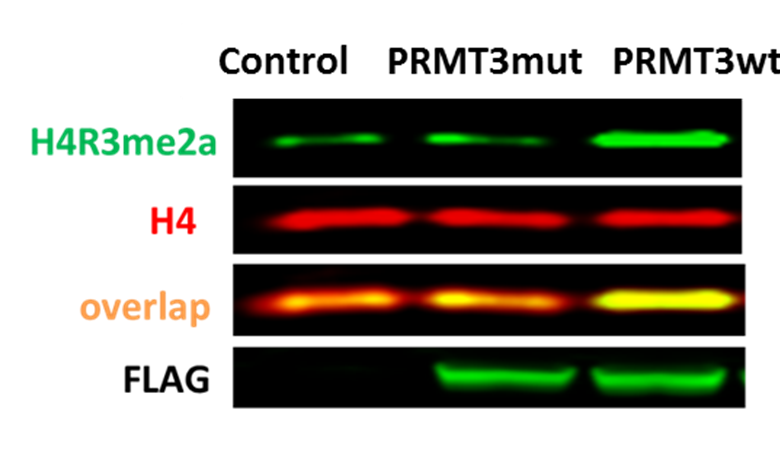 Control PRMT3mut PRMT3wt
H4R3me2a
H4
overlap
FLAG